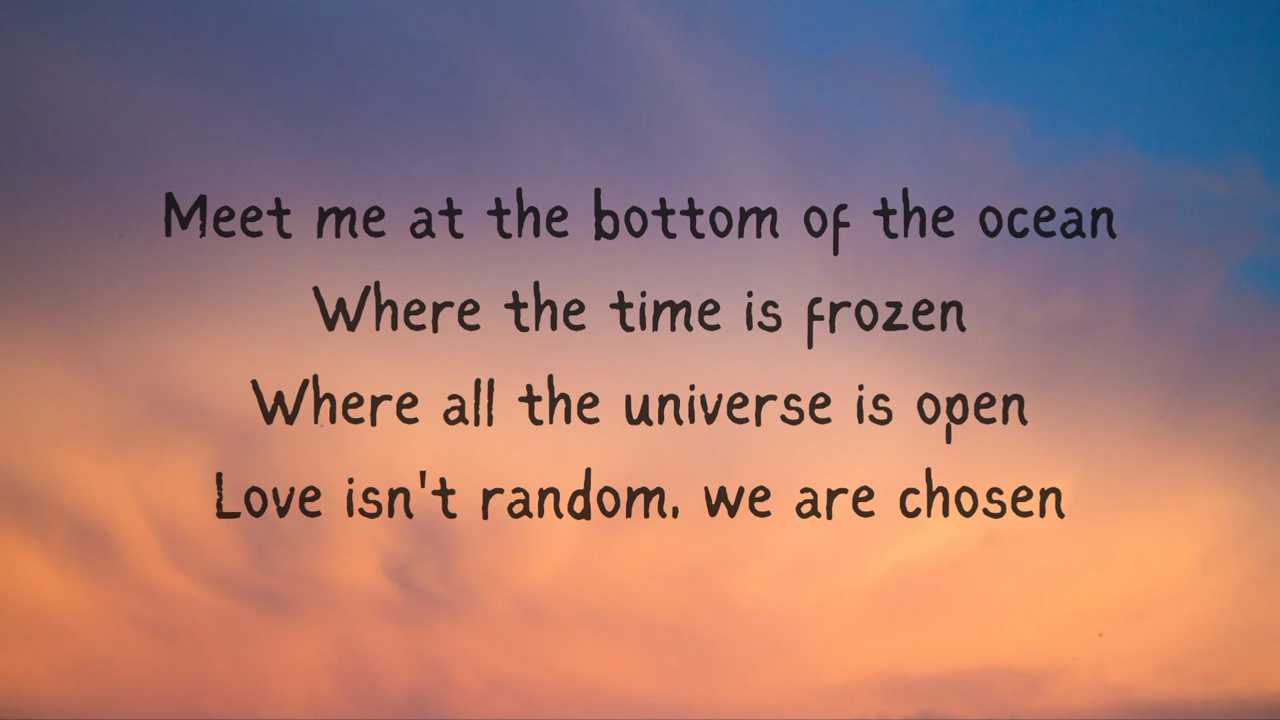 Meet me at the bottom of the ocean
Where the time is frozen
Where all the universe is open
Love isn't random, we are chosen